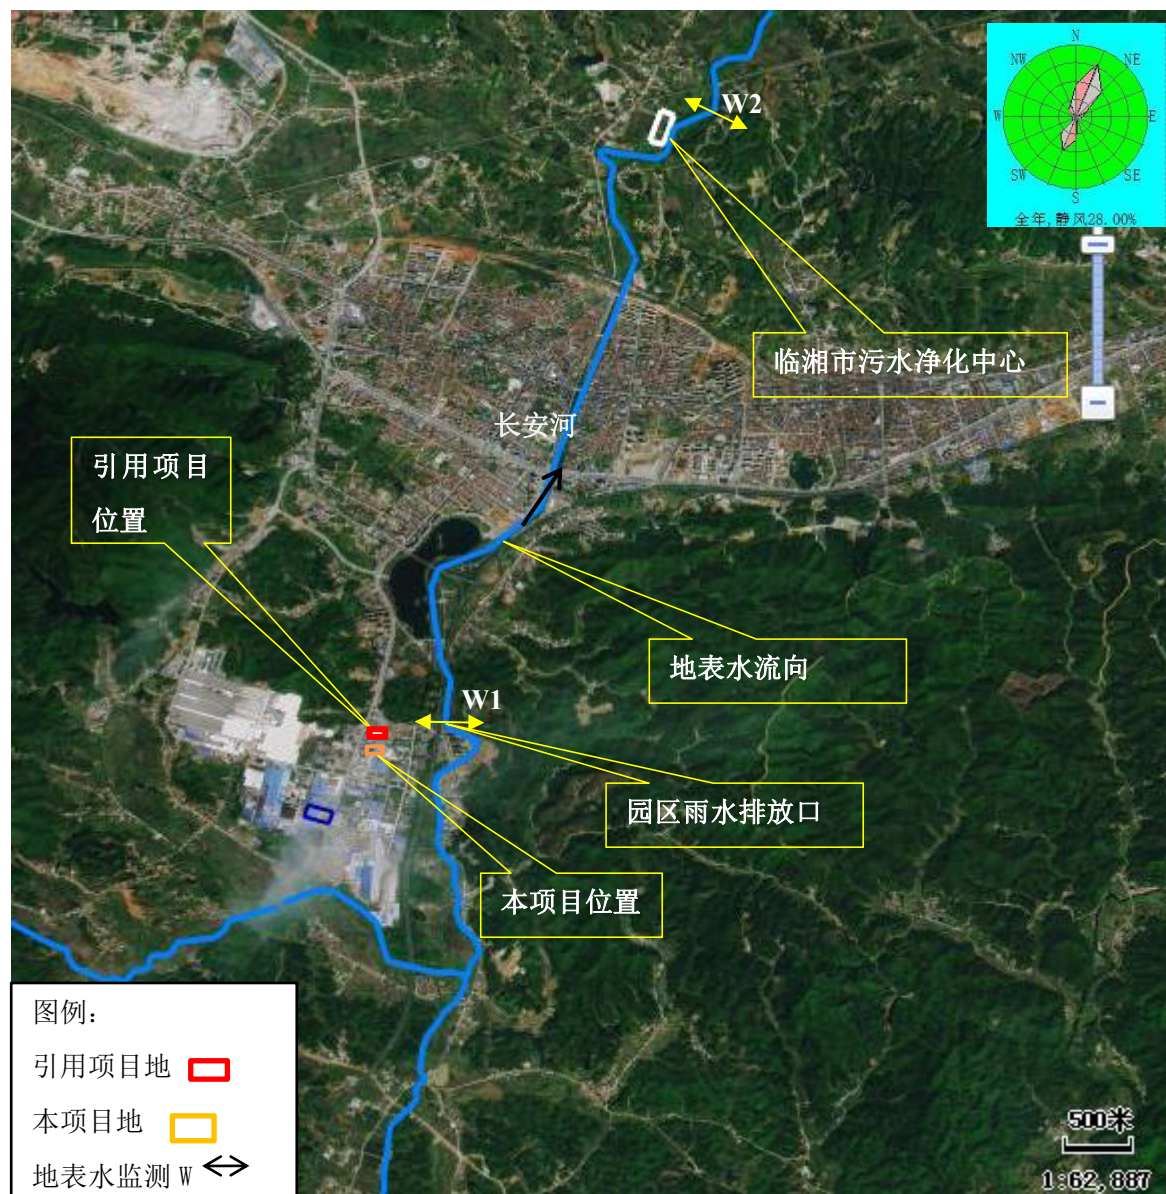 N
NW
NE
W
E
SW
SE
S
全年,静风28.00%
W2
临湘市污水净化中心
长安河
引用项目
位置
地表水流向
W1
园区雨水排放口
本项目位置
图例：
引用项目地
本项目地
地表水监测 W
500米
1:62,887